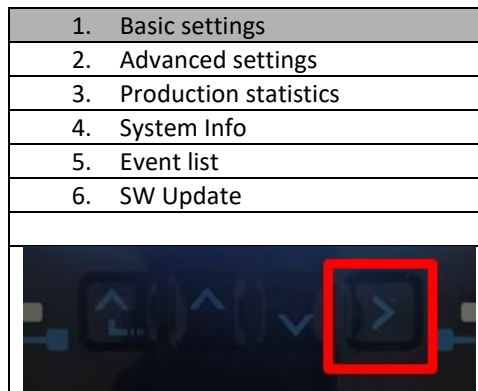 1. Basic settings
2. Advanced settings
3. Production statistics
4. System Info
5. Event list
6. SW Update